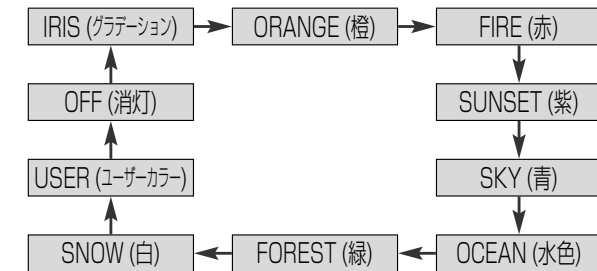 IRIS (グラデーション)
ORANGE (橙)
FIRE (赤)
OFF (消灯)
SUNSET (紫)
USER (ユーザーカラー)
SKY (青)
SNOW (白)
FOREST (緑)
OCEAN (水色)